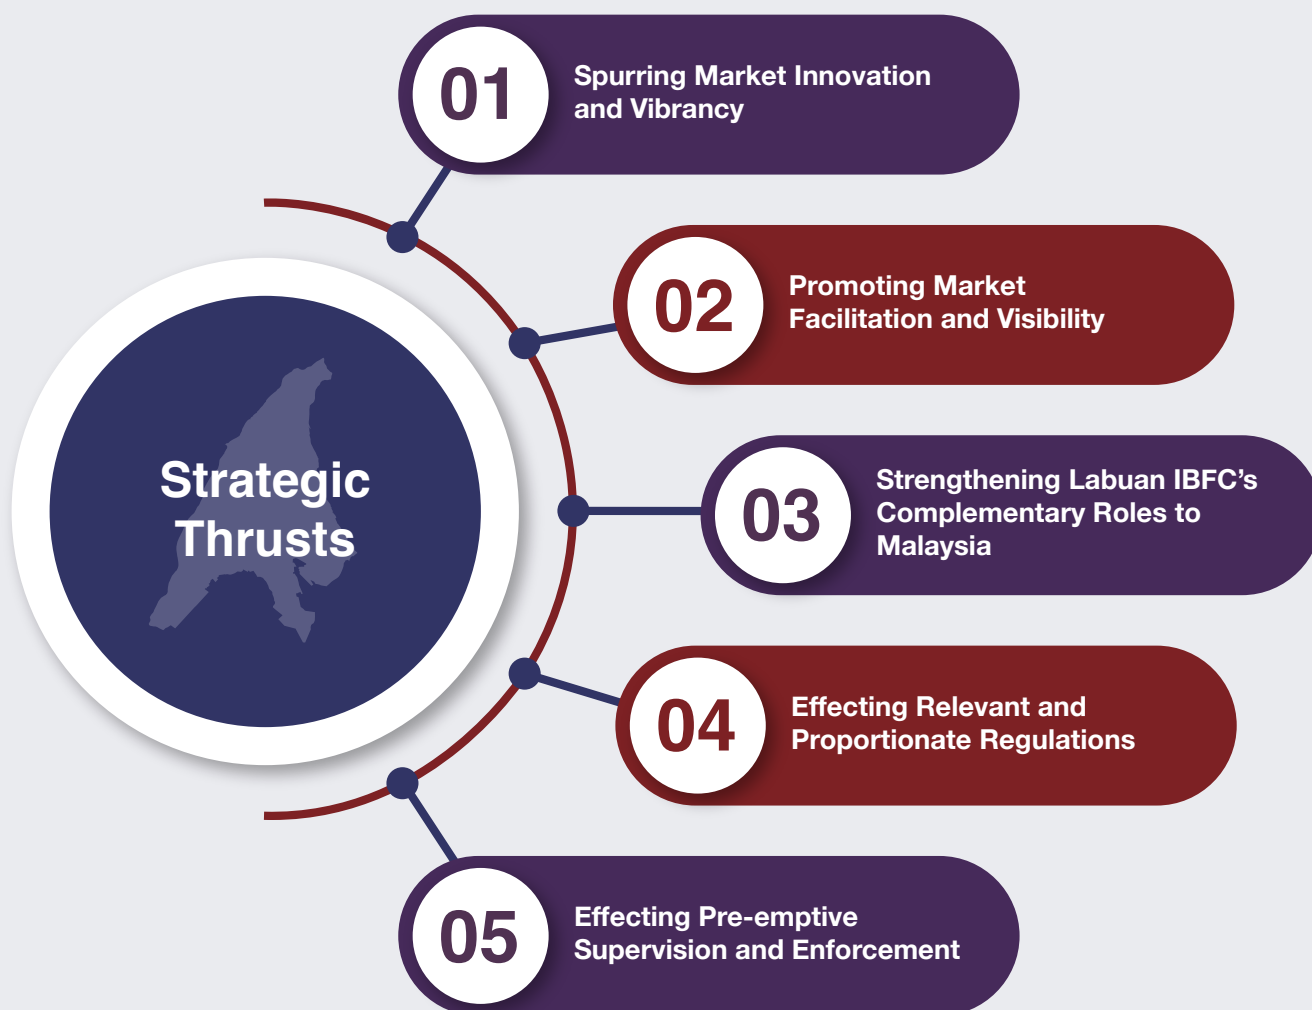 01
Spurring Market Innovation
and Vibrancy
02
Promoting Market
Facilitation and Visibility
Strategic
Thrusts
03
Strengthening Labuan IBFC’s
Complementary Roles to
Malaysia
04
Effecting Relevant and
Proportionate Regulations
05
Effecting Pre-emptive
Supervision and Enforcement